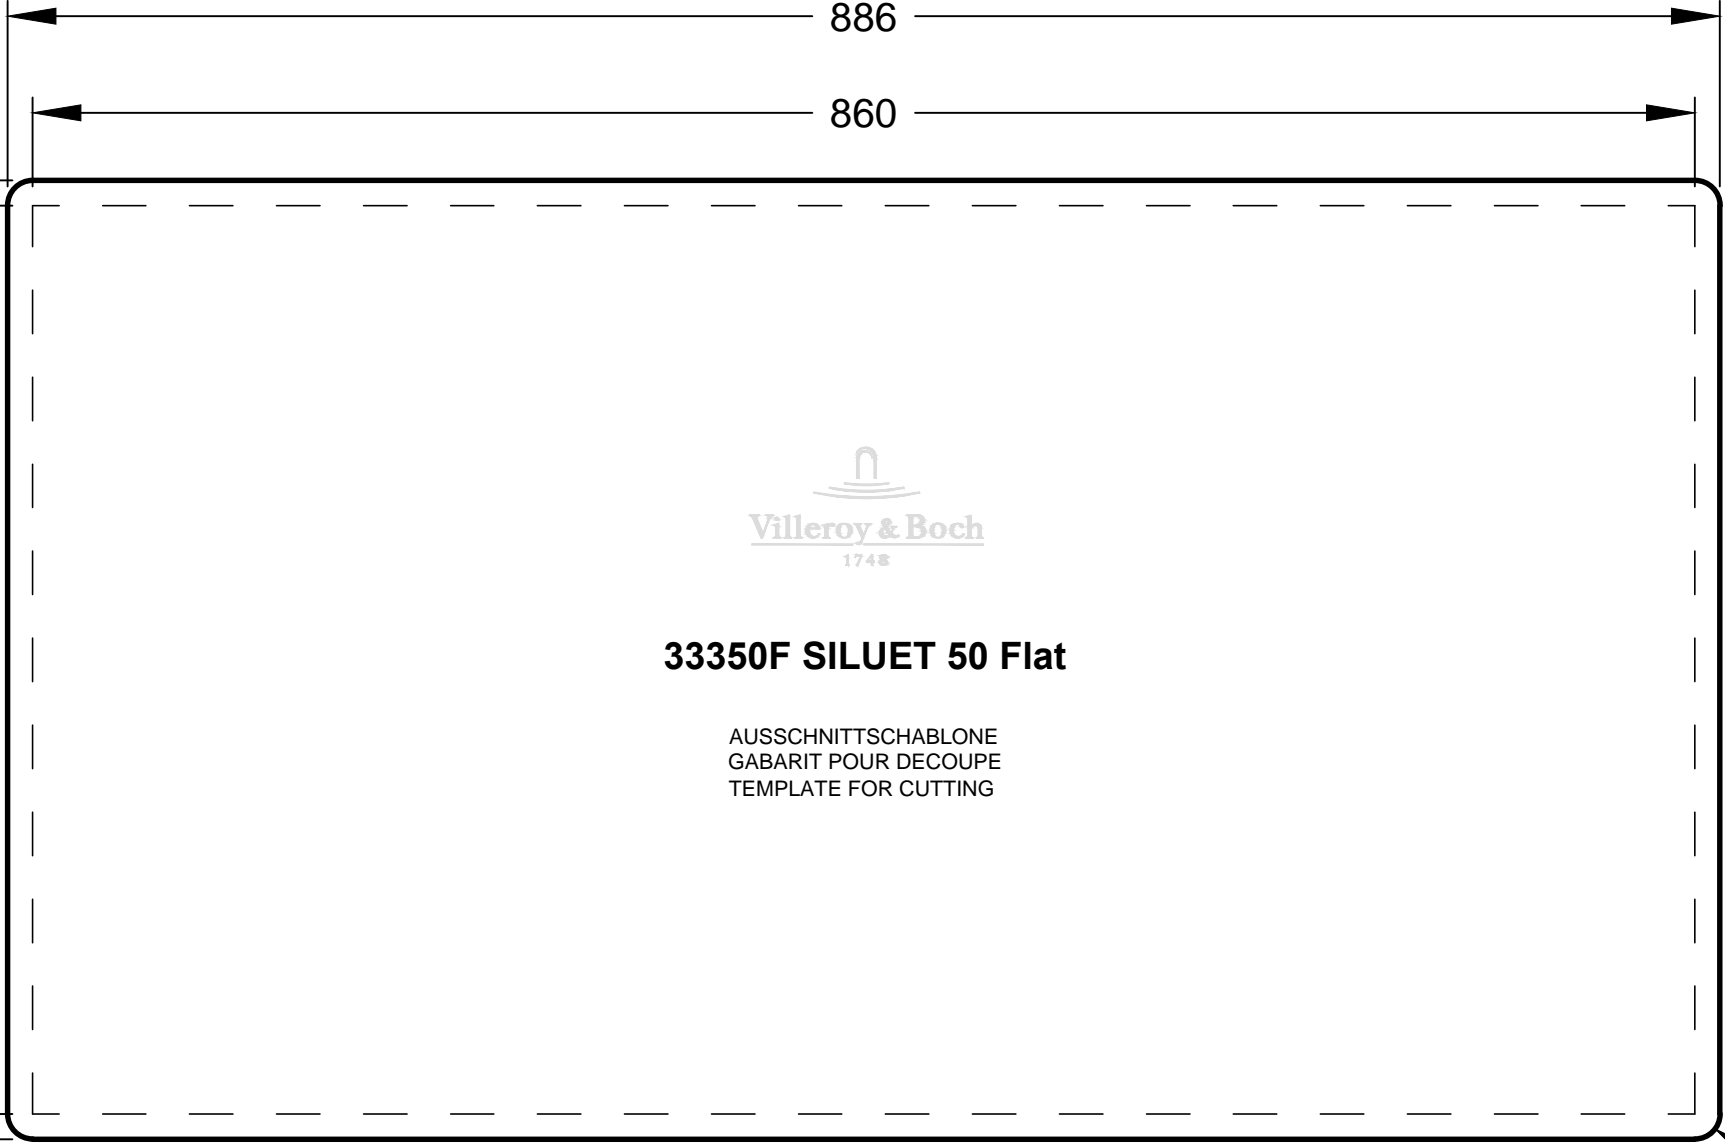 886
860
Villeroy & Boch
1748
33350F SILUET 50 Flat
AUSSCHNITTSCHABLONE
GABARIT POUR DECOUPE
TEMPLATE FOR CUTTING